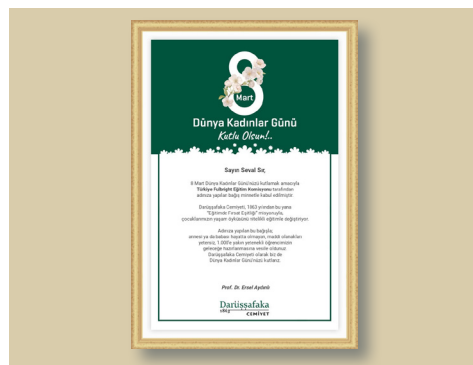 8
Mart
Dünya Kadınlar Günü
Kutlu Olsun!..
Sayın Seval Sır,
8 Mart Dünya Kadınlar Günü'nüzü kutlamak amacıyla
Türkiye Fulbright Eğitim Komisyonu tarafından
adınıza yapılan bağış minnetle kabul edilmiştir.
Darüşşafaka Cemiyeti, 1863 yılından bu yana
"Eğitimde Fırsat Eşitliği" misyonuyla,
çocuklarımızın yaşam öyküsünü nitelikli eğitimle değiştiriyor.
Adınıza yapılan bu bağışla;
annesi ya da babası hayatta olmayan, maddi olanakları
yetersiz, 1.000'e yakın yetenekli öğrencimizin
geleceğe hazırlanmasına vesile oldunuz.
Darüşşafaka Cemiyeti olarak biz de
Dünya Kadınlar Günü'nüzü kutlarız.
Prof. Dr. Ersel Aydınlı
Darüşşafaka
1863 CEMİYET